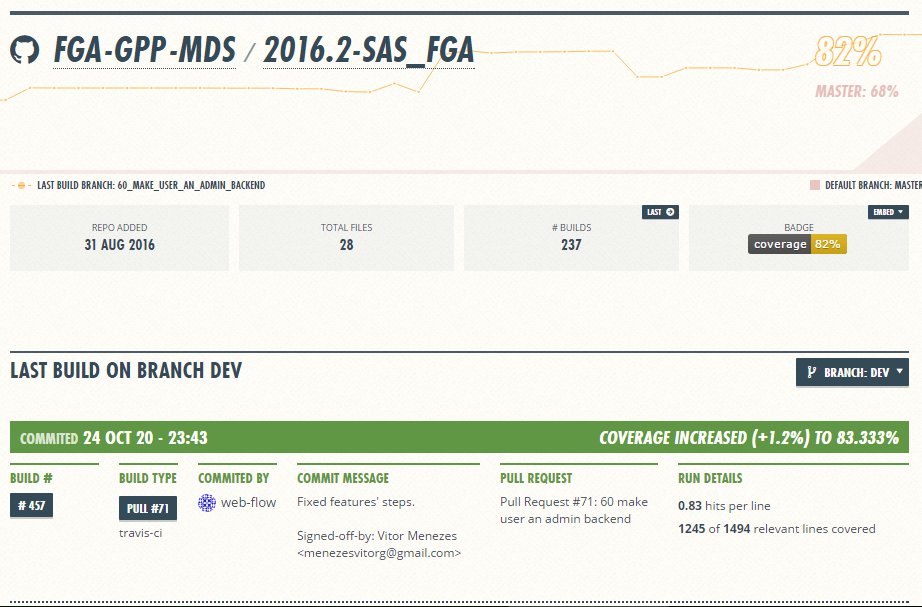 FGA-GPP-MDS / 2016.2-SAS_FGA
82%
MASTER: 68%
LAST BUILD BRANCH: 60_MAKE_USER_AN_ADMIN_BACKEND
DEFAULT BRANCH: MASTER
REPO ADDED
31 AUG 2016
TOTAL FILES
28
LAST
# BUILDS
237
EMBED
BADGE
coverage 82%
LAST BUILD ON BRANCH DEV
BRANCH: DEV
COMMITED 24 OCT 20 - 23:43
COVERAGE INCREASED (+1.2%) TO 83.333%
BUILD #
# 457
BUILD TYPE
PULL #71
travis-ci
COMMITED BY
web-flow
COMMIT MESSAGE
Fixed features' steps.
Signed-off-by: Vitor Menezes
<menezesvitorg@gmail.com>
PULL REQUEST
Pull Request #71: 60 make
user an admin backend
RUN DETAILS
0.83 hits per line
1245 of 1494 relevant lines covered